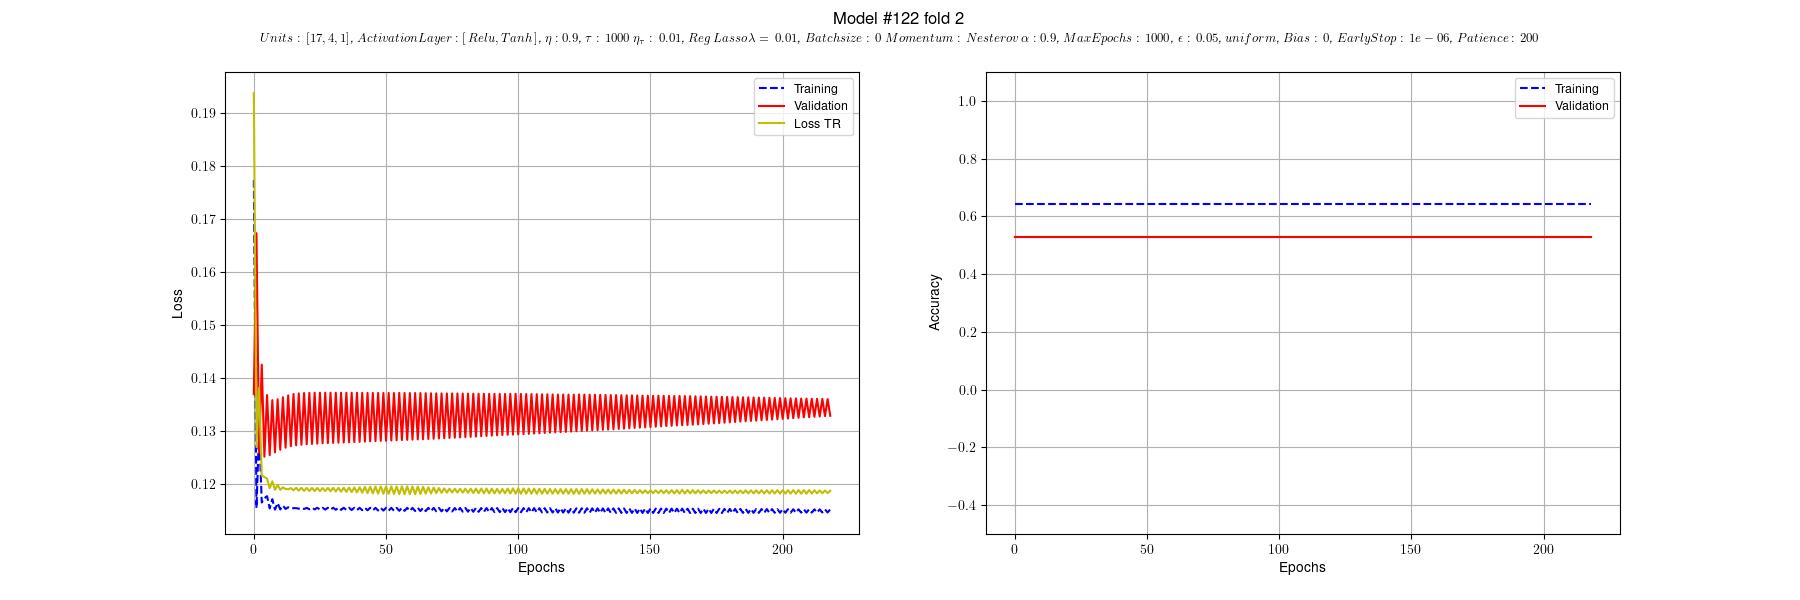 Model #122 fold 2
Units : [17, 4, 1], ActivationLayer : [ Relu, Tanh ], η : 0.9, τ : 1000 η_τ : 0.01, Reg Lasso λ = 0.01, Batchsize : 0 Momentum : Nesterov α : 0.9, MaxEpochs : 1000, ϵ : 0.05, uniform, Bias : 0, EarlyStop : 1e − 06, Patience : 200
Training
Validation
Loss TR
0.19
0.18
0.17
0.16
0.15
0.14
0.13
0.12
Loss
0 50 100 150 200
Epochs
Training
Validation
1.0
0.8
0.6
0.4
0.2
0.0
−0.2
−0.4
Accuracy
0 50 100 150 200
Epochs